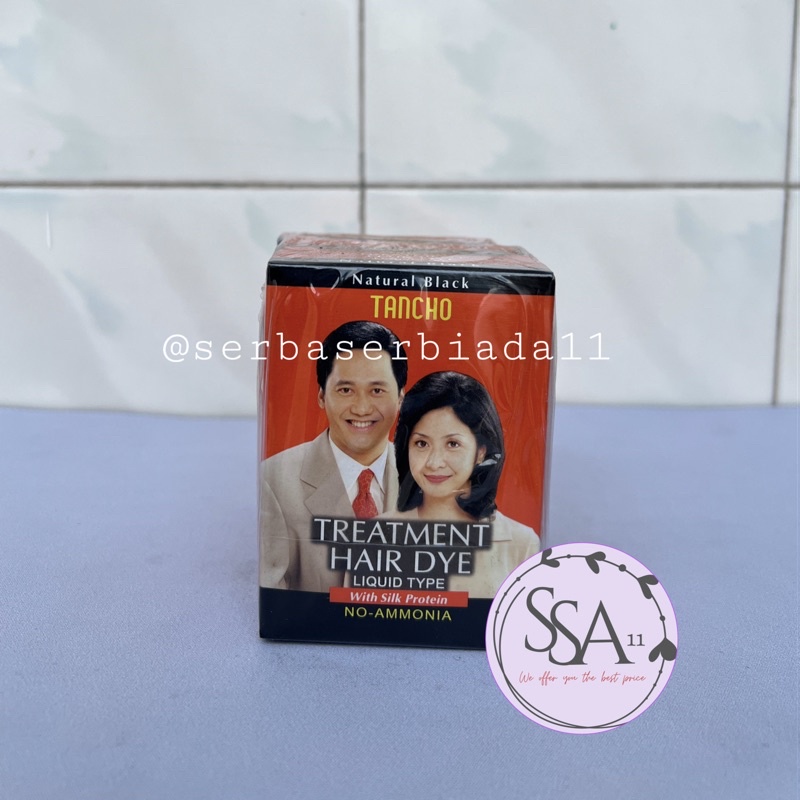 Natural Black
TANCHO
@serbaserbiada11
TREATMENT
HAIR DYE
LIQUID TYPE
With Silk Protein
NO-AMMONIA
SSA 11
We offer you the best price